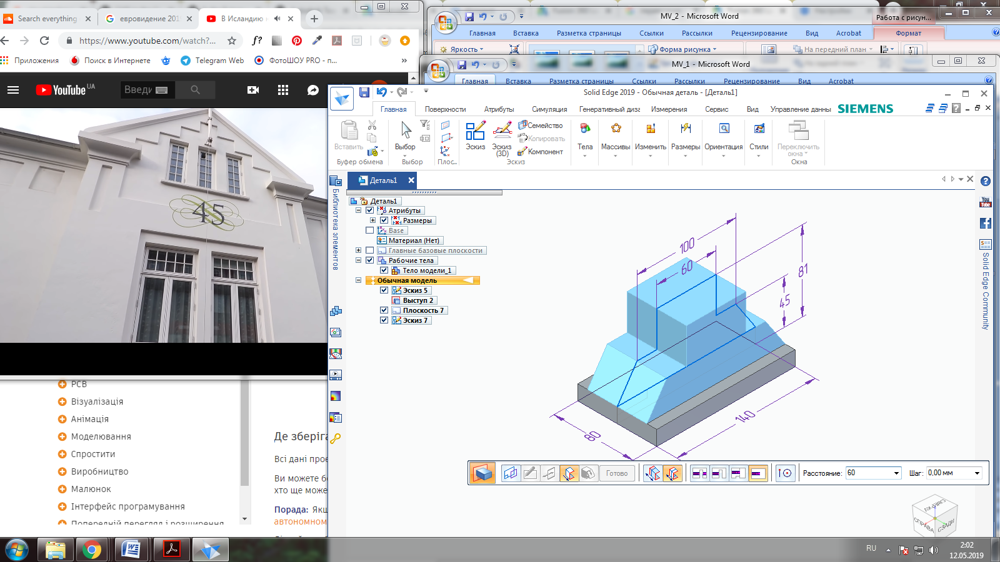 Search everything
евровидение 201
В Исландию н
https://www.youtube.com/watch?...
f?
Приложения
Поиск в Интернете
Telegram Web
ФотоШОУ PRO - п...
»
YouTube UA
Введи
45
РСВ
Візуалізація
Анімація
Моделювання
Спростити
Виробництво
Малюнок
Інтерфейс програмування
Попередній перегляд і розширення
Де зберіга
Всі дані прое
Ви можете бе
хто ще може
Порада: Якщ
автономном
MV_2 - Microsoft Word
Работа с рисун...
Главная
Вставка
Разметка страницы
Ссылки
Рассылки
Рецензирование
Вид
Acrobat
Формат
Яркость
Форма рисунка
На передний план
MV_1 - Microsoft Word
Главная
Вставка
Разметка страницы
Ссылки
Рассылки
Рецензирование
Вид
Acrobat
Solid Edge 2019 - Обычная деталь - [Деталь1]
Главная
Поверхности
Атрибуты
Симуляция
Генеративный диза
Измерения
Сервис
Вид
Управление данны
SIEMENS
Вставить
Буфер обмена
Выбор
Выбор
Плос...
Эскиз
Эскиз (3D)
Семейство
Копировать
Компонент
Эскиз
Тела
Массивы
Изменить
Размеры
Ориентация
Стили
Переключить окна
Окна
Библиотека элементов
Деталь1
Деталь1
Атрибуты
Размеры
Base
Материал (Нет)
Главные базовые плоскости
Рабочие тела
Тело модели_1
Обычная модель
Эскиз 5
Выступ 2
Плоскость 7
Эскиз 7
100
60
81
45
140
80
You Tube
Solid Edge Community
Готово
Расстояние:
60
Шаг:
0,00 мм
СВЕРХУ
СПРАВА
СЗАДИ
RU
2:02
12.05.2019